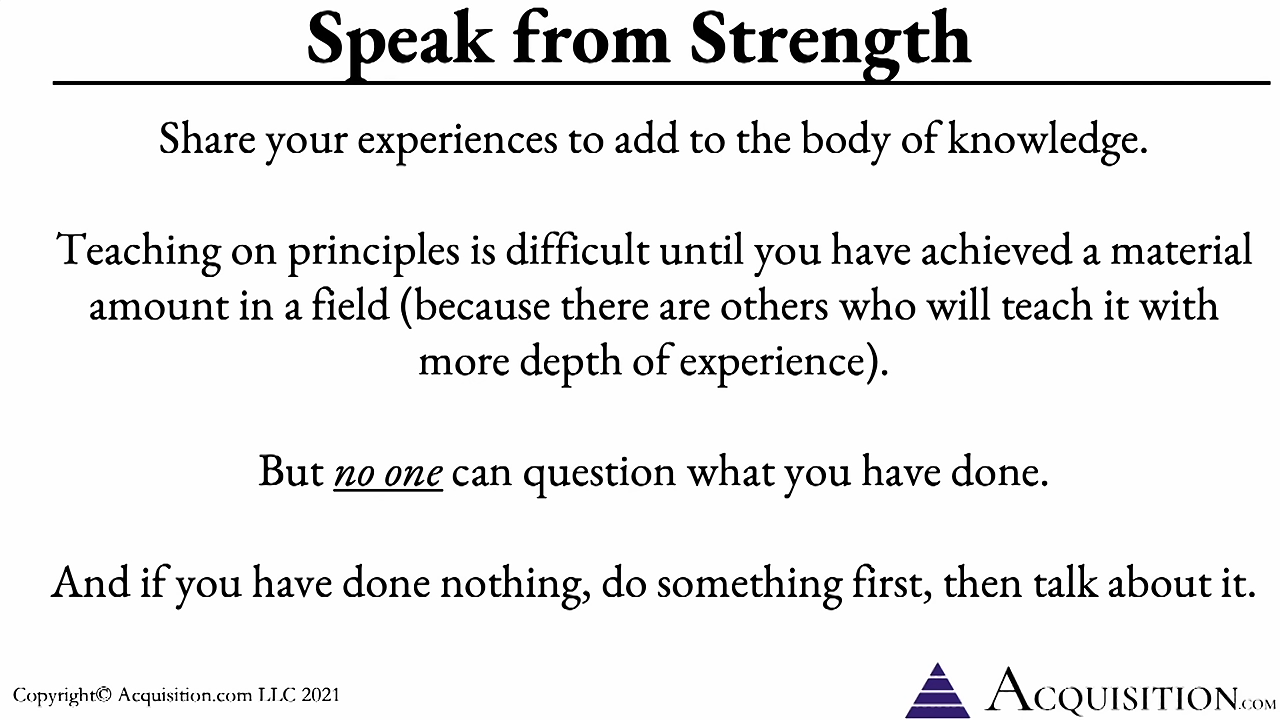 Speak from Strength
Share your experiences to add to the body of knowledge.
Teaching on principles is difficult until you have achieved a material
amount in a field (because there are others who will teach it with
more depth of experience).
But no one can question what you have done.
And if you have done nothing, do something first, then talk about it.
Copyright© Acquisition.com LLC 2021
ACQUISITION.COM